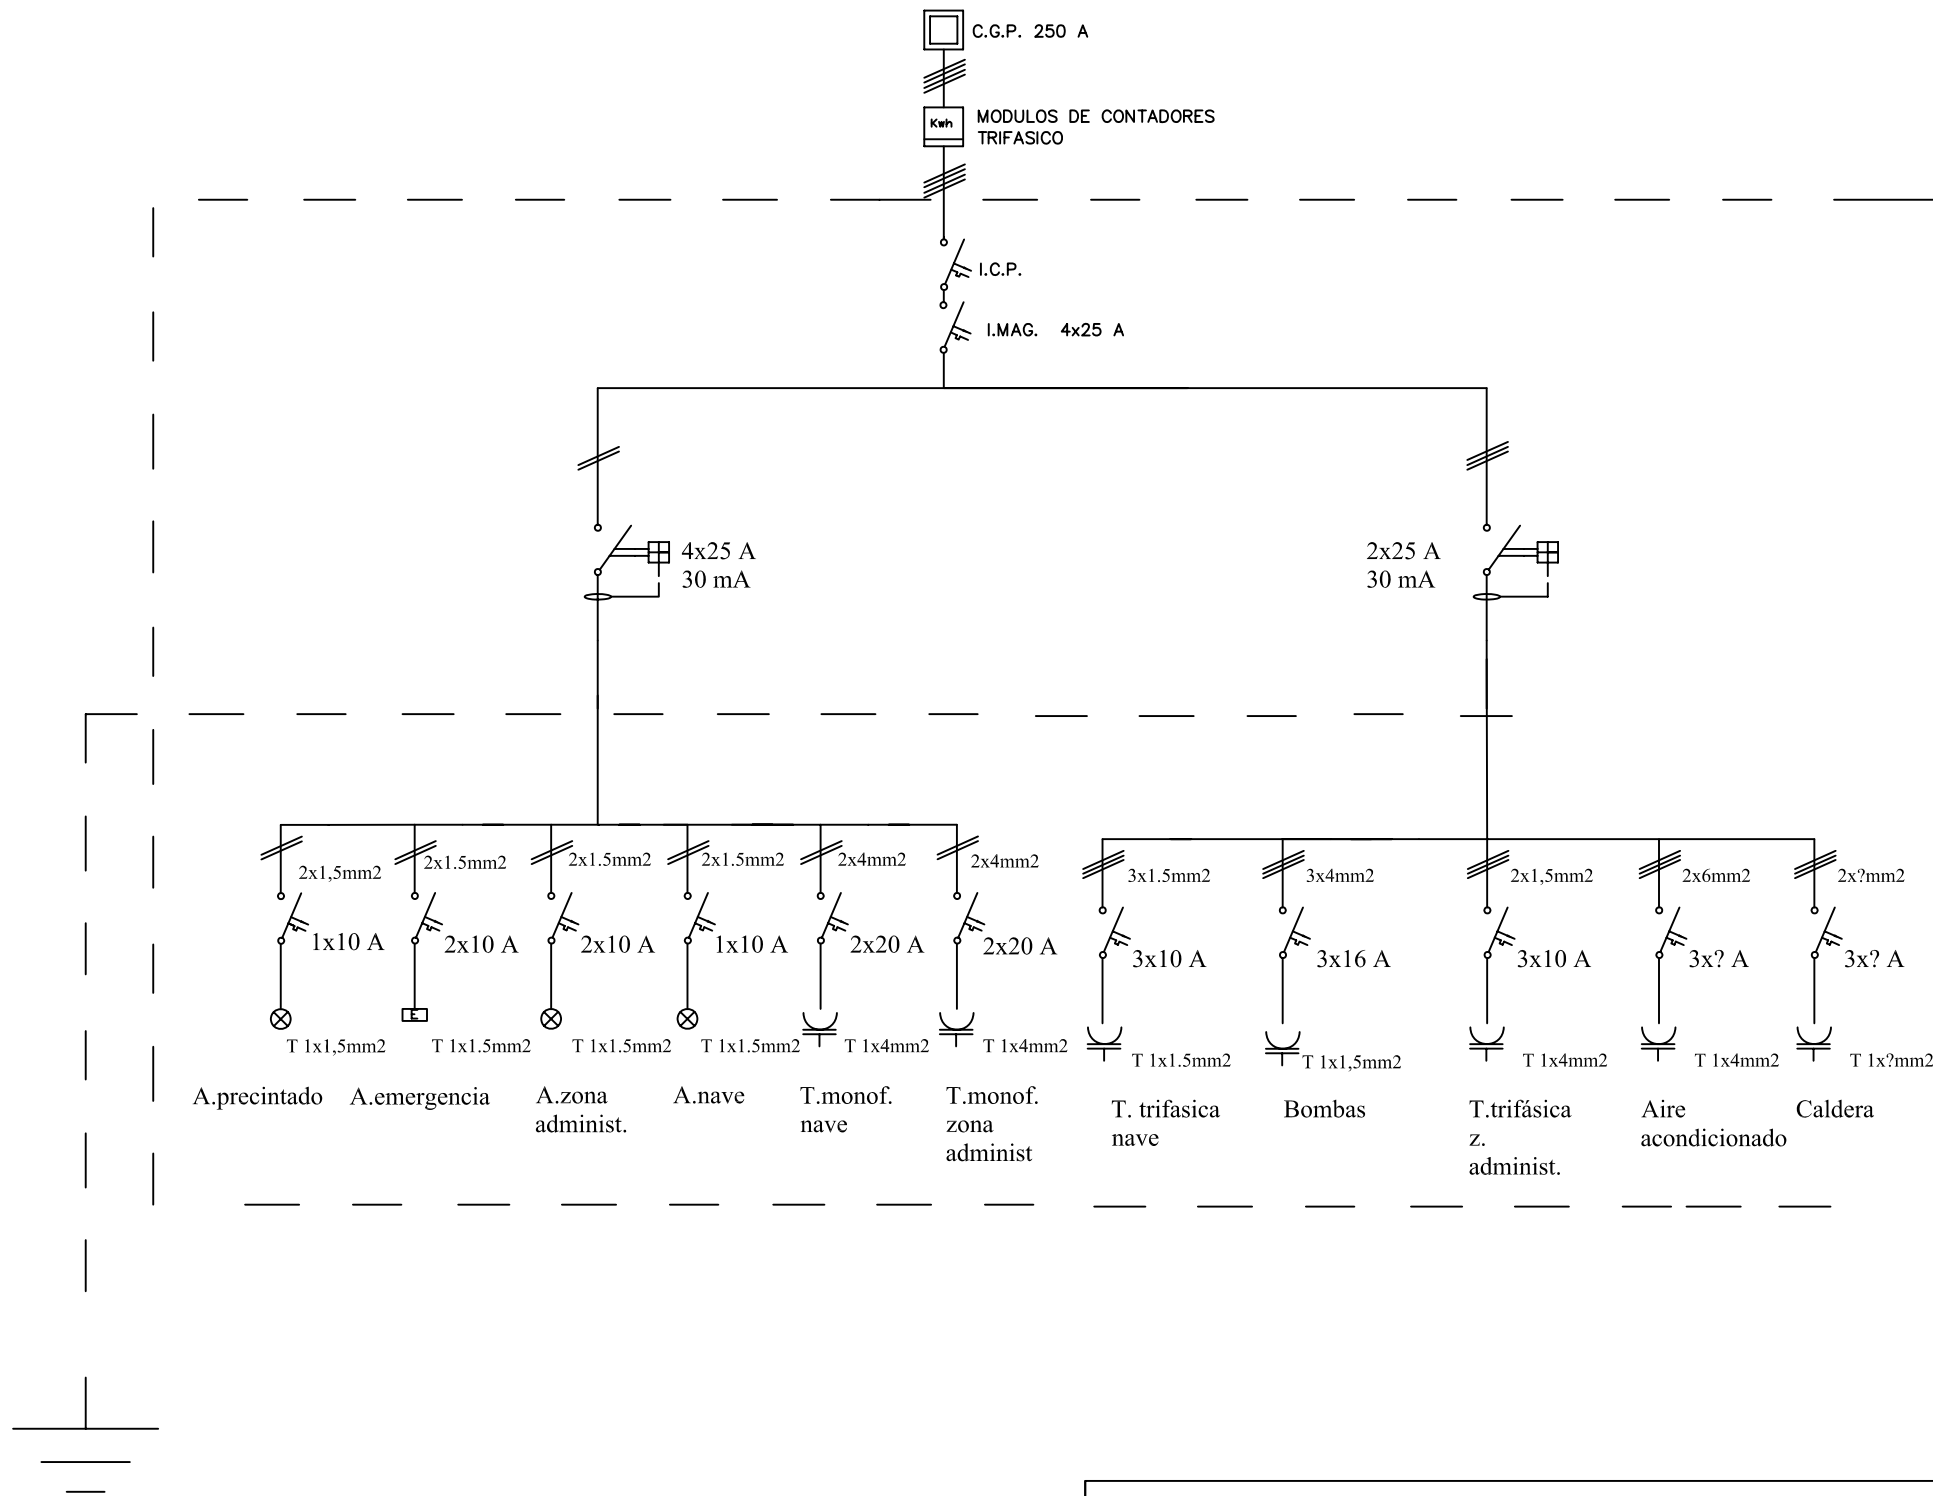 C.G.P. 250 A
Kwh
MODULOS DE CONTADORES
TRIFASICO
I.C.P.
I.MAG. 4x25 A
4x25 A
30 mA
2x25 A
30 mA
2x1,5mm2
2x1.5mm2
2x1.5mm2
2x1.5mm2
2x4mm2
2x4mm2
3x1.5mm2
3x4mm2
2x1,5mm2
2x6mm2
2x?mm2
1x10 A
2x10 A
2x10 A
1x10 A
2x20 A
2x20 A
3x10 A
3x16 A
3x10 A
3x? A
3x? A
E
T 1x1,5mm2
T 1x1.5mm2
T 1x1.5mm2
T 1x1.5mm2
T 1x4mm2
T 1x4mm2
T 1x1.5mm2
T 1x1,5mm2
T 1x4mm2
T 1x4mm2
T 1x?mm2
A.precintado
A.emergencia
A.zona
administ.
A.nave
T.monof.
nave
T.monof.
zona
administ
T. trifasica
nave
Bombas
T.trifásica
z.
administ.
Aire
acondicionado
Caldera